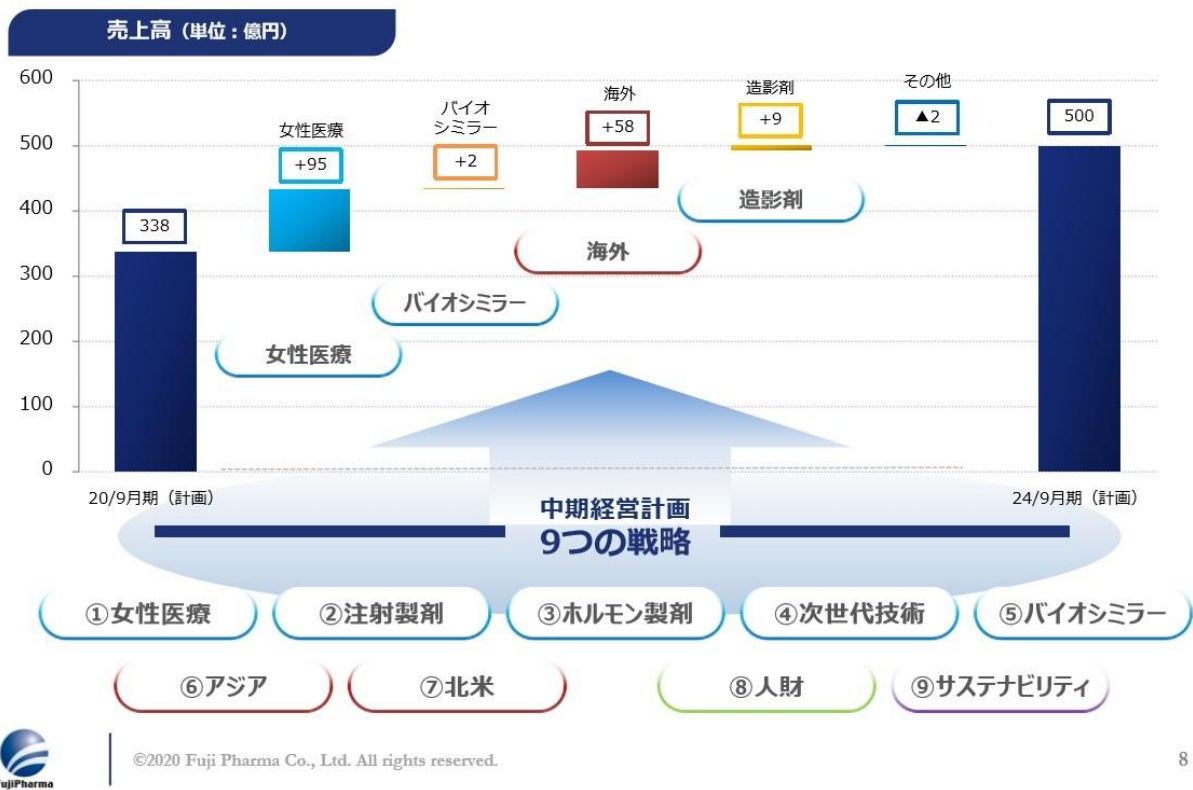 売上高（単位：億円）
600
500
400
300
200
100
0
338
女性医療
+95
バイオ
シミラー
+2
海外
+58
造影剤
+9
その他
▲2
500
造影剤
海外
バイオシミラー
女性医療
20/9月期（計画）
24/9月期（計画）
中期経営計画
9つの戦略
①女性医療
②注射製剤
③ホルモン製剤
④次世代技術
⑤バイオシミラー
⑥アジア
⑦北米
⑧人財
⑨サステナビリティ
FujiPharma
©2020 Fuji Pharma Co., Ltd. All rights reserved.
8